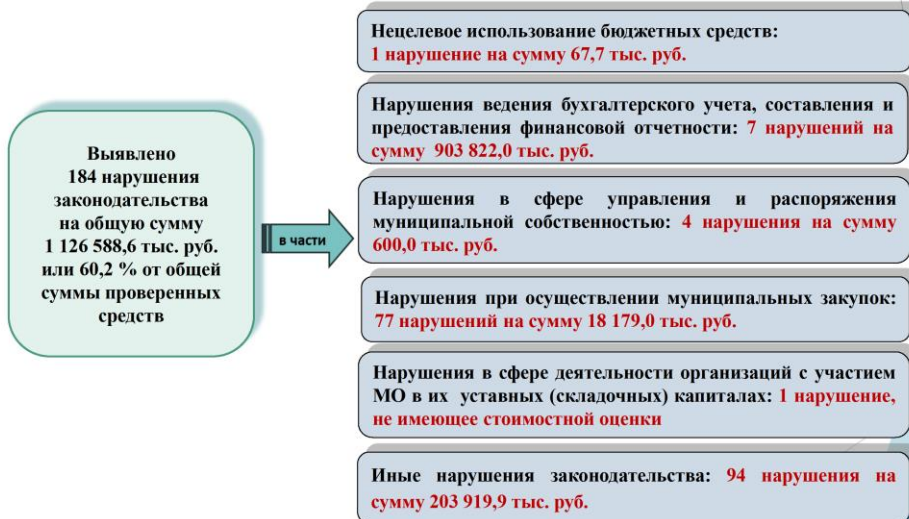 Выявлено
184 нарушения
законодательства
на общую сумму
1 126 588,6 тыс. руб.
или 60,2 % от общей
суммы проверенных
средств
в части
Нецелевое использование бюджетных средств:
1 нарушение на сумму 67,7 тыс. руб.
Нарушения ведения бухгалтерского учета, составления и
предоставления финансовой отчетности: 7 нарушений на
сумму 903 822,0 тыс. руб.
Нарушения в сфере управления и распоряжения
муниципальной собственностью: 4 нарушения на сумму
600,0 тыс. руб.
Нарушения при осуществлении муниципальных закупок:
77 нарушений на сумму 18 179,0 тыс. руб.
Нарушения в сфере деятельности организаций с участием
МО в их уставных (складочных) капиталах: 1 нарушение,
не имеющее стоимостной оценки
Иные нарушения законодательства: 94 нарушения на
сумму 203 919,9 тыс. руб.